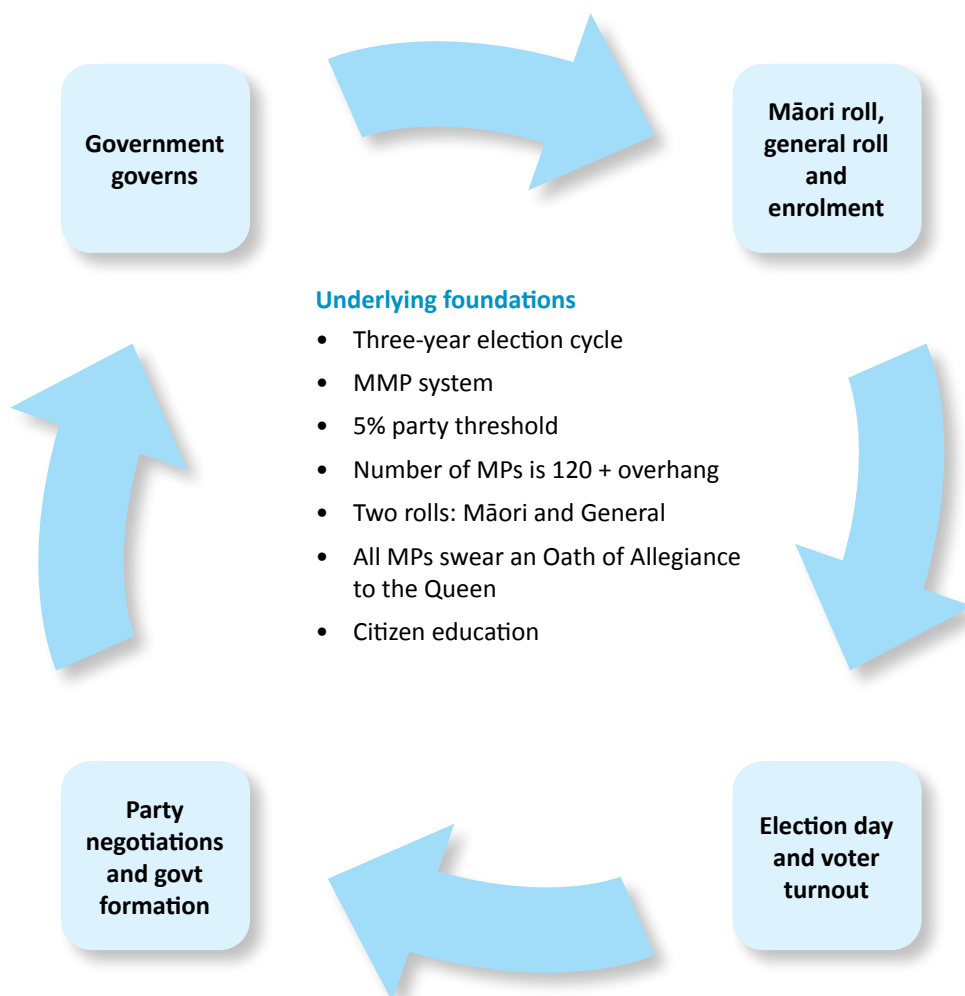 Government
governs
Māori roll,
general roll
and
enrolment
Underlying foundations
• Three-year election cycle
• MMP system
• 5% party threshold
• Number of MPs is 120 + overhang
• Two rolls: Māori and General
• All MPs swear an Oath of Allegiance
to the Queen
• Citizen education
Party
negotiations
and govt
formation
Election day
and voter
turnout